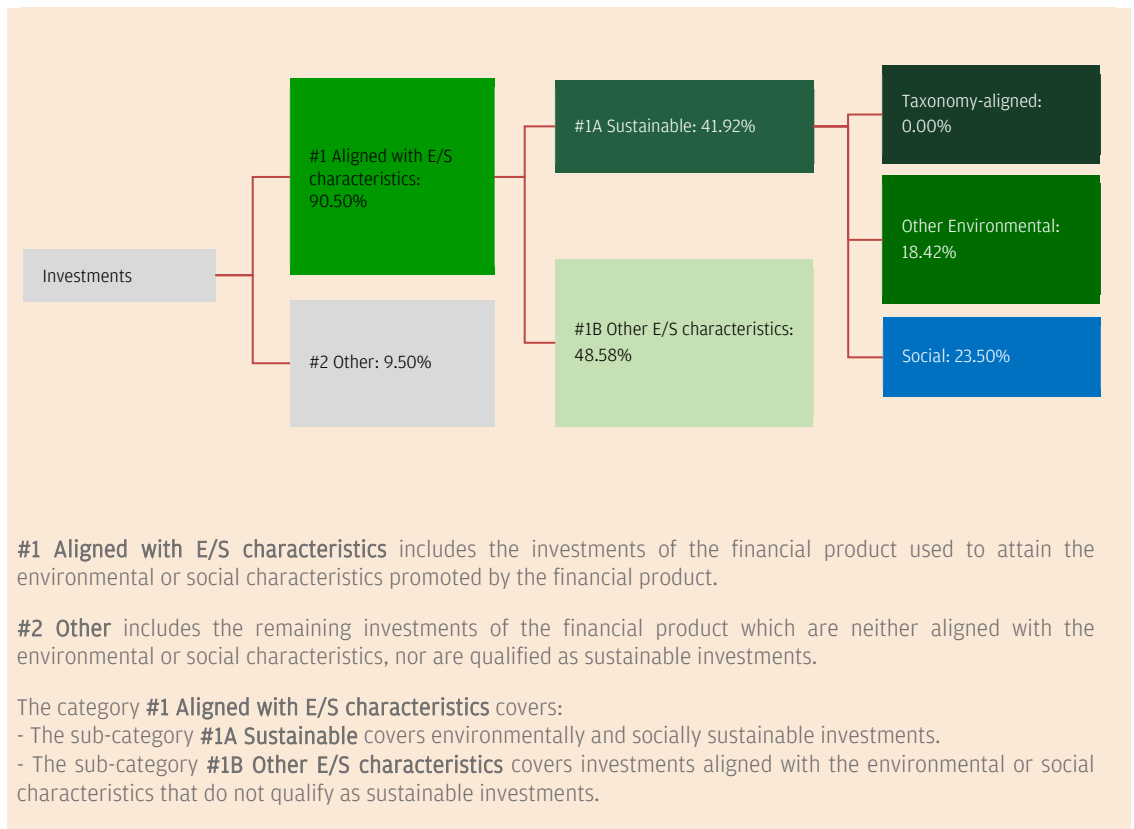 Investments
#1 Aligned with E/S
characteristics:
90.50%
#2 Other: 9.50%
#1A Sustainable: 41.92%
#1B Other E/S characteristics:
48.58%
Taxonomy-aligned:
0.00%
Other Environmental:
18.42%
Social: 23.50%
#1 Aligned with E/S characteristics includes the investments of the financial product used to attain the
environmental or social characteristics promoted by the financial product.
#2 Other includes the remaining investments of the financial product which are neither aligned with the
environmental or social characteristics, nor are qualified as sustainable investments.
The category #1 Aligned with E/S characteristics covers:
- The sub-category #1A Sustainable covers environmentally and socially sustainable investments.
- The sub-category #1B Other E/S characteristics covers investments aligned with the environmental or social
characteristics that do not qualify as sustainable investments.